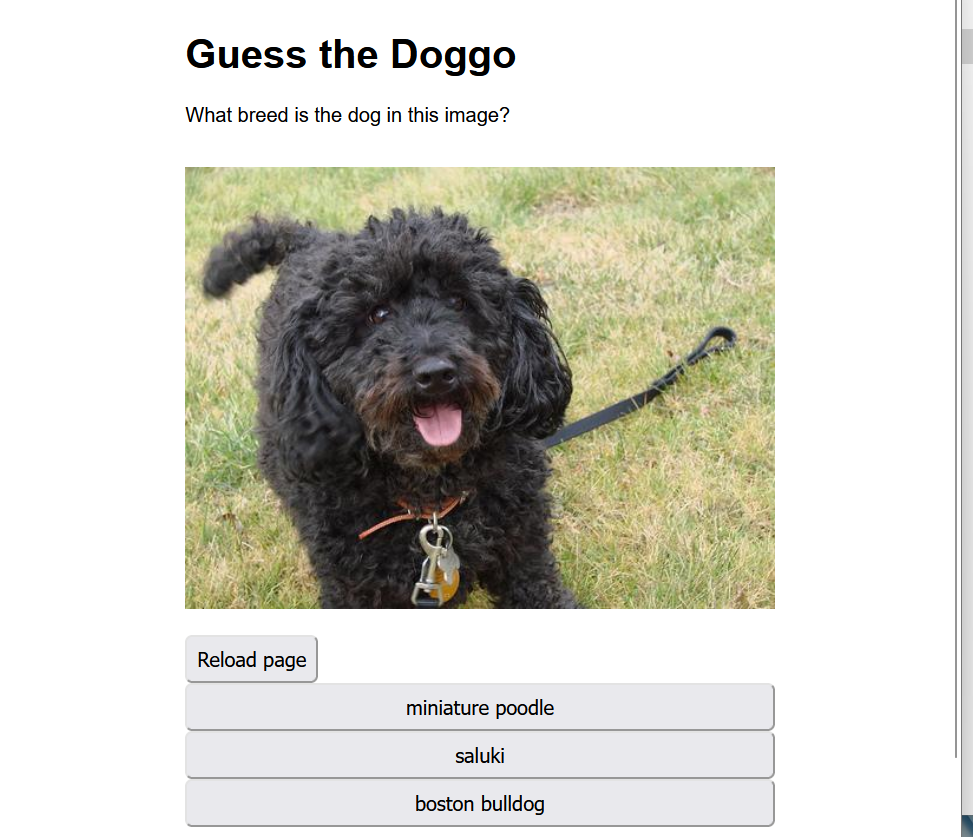 Guess the Doggo
What breed is the dog in this image?
Reload page
miniature poodle
saluki
boston bulldog